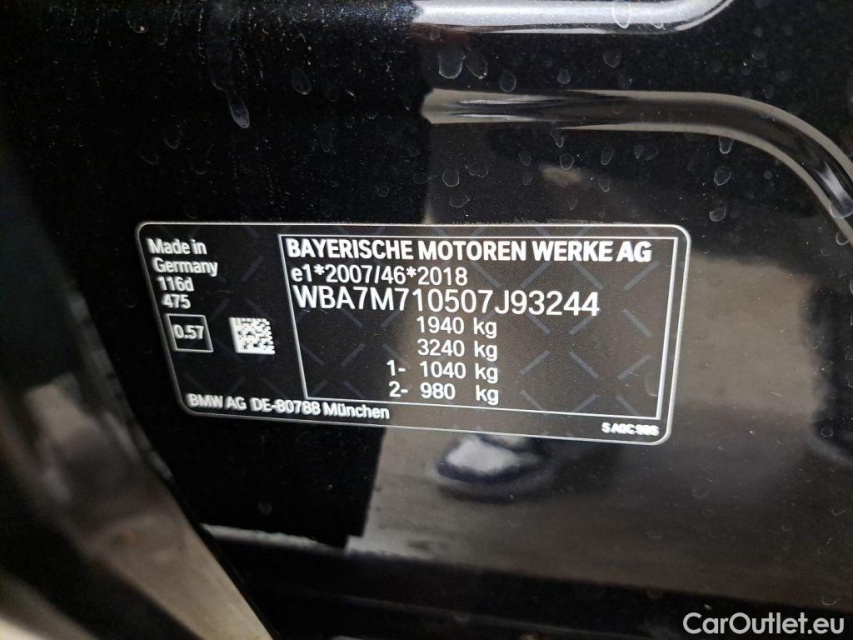 Made in
Germany
116d
475
0.57
BAYERISCHE MOTOREN WERKE AG
e1*2007/46*2018
WBA7M710507J93244
1940 kg
3240 kg
1- 1040 kg
2- 980 kg
BMW AG DE-80788 München
CarOutlet.eu